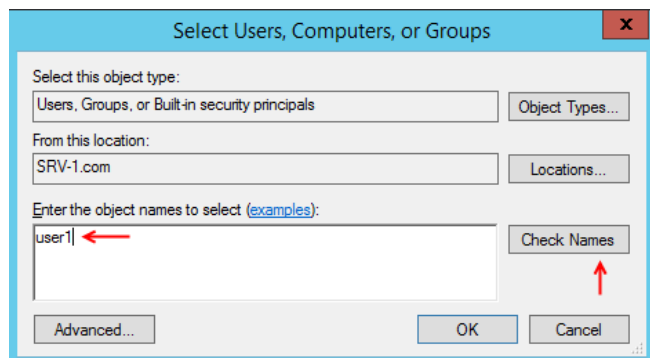 Select Users, Computers, or Groups
x
Select this object type:
Users, Groups, or Built-in security principals
Object Types...
From this location:
SRV-1.com
Locations...
Enter the object names to select (examples):
user1
Check Names
Advanced...
OK
Cancel